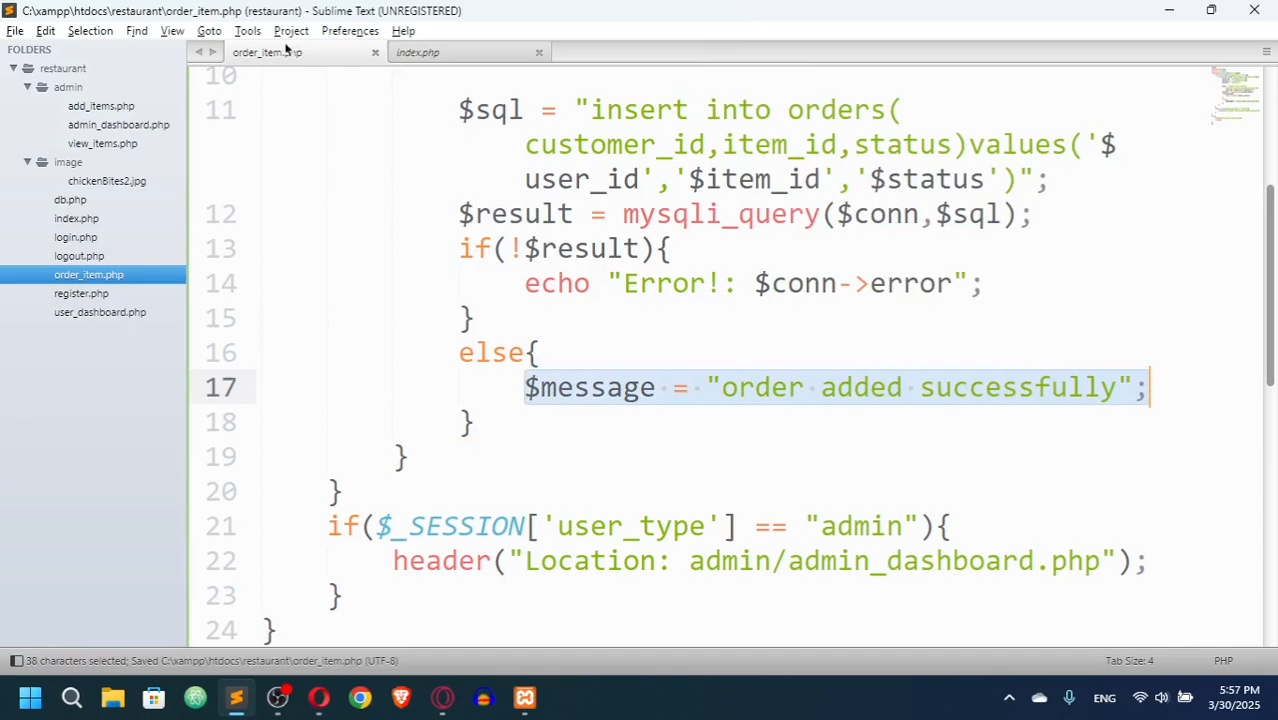 C:\xampp\htdocs\restaurant\order_item.php (restaurant) - Sublime Text (UNREGISTERED)
File Edit Selection Find View Goto Tools Project Preferences Help
FOLDERS
restaurant
admin
add_items.php
admin_dashboard.php
view_items.php
image
chickenBites2.jpg
db.php
index.php
login.php
logout.php
order_item.php
register.php
user_dashboard.php
order_item.php index.php
10
11 $sql = "insert into orders(
customer_id,item_id,status)values('$
user_id','$item_id','$status')";
12 $result = mysqli_query($conn,$sql);
13 if(!$result){
14 echo "Error!: $conn->error";
15 }
16 else{
17 $message = "order added successfully";
18 }
19 }
20 }
21 if($_SESSION['user_type'] == "admin"){
22 header("Location: admin/admin_dashboard.php");
23 }
24 }
38 characters selected; Saved C:\xampp\htdocs\restaurant\order_item.php (UTF-8) Tab Size: 4 PHP
ENG 5:57 PM
3/30/2025